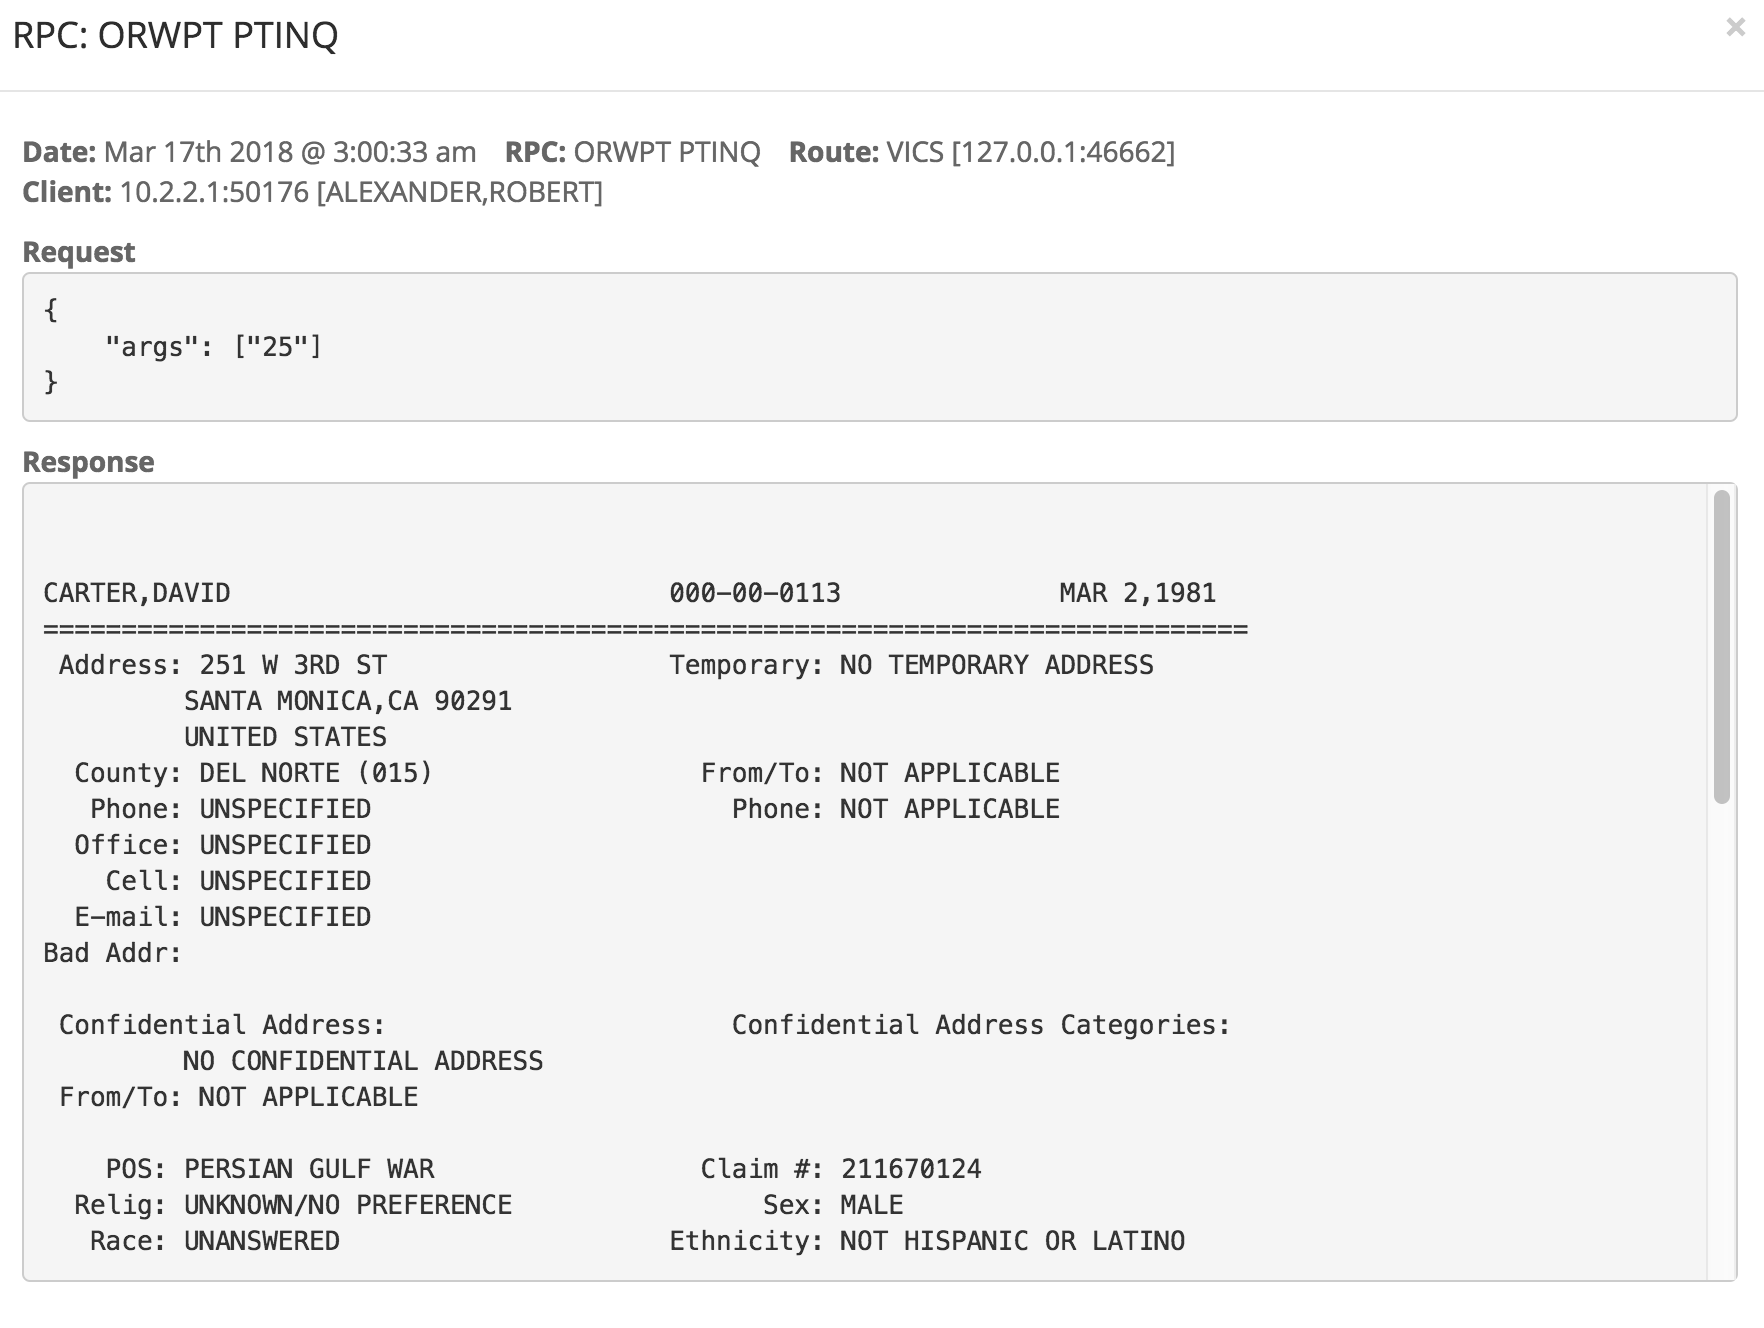 RPC: ORWPT PTINQ ×
Date: Mar 17th 2018 @ 3:00:33 am RPC: ORWPT PTINQ Route: VICS [127.0.0.1:46662]
Client: 10.2.2.1:50176 [ALEXANDER,ROBERT]
Request
{
    "args": ["25"]
}
Response
CARTER,DAVID                            000-00-0113              MAR 2,1981
=============================================================================
 Address: 251 W 3RD ST                  Temporary: NO TEMPORARY ADDRESS
         SANTA MONICA,CA 90291
         UNITED STATES
  County: DEL NORTE (015)                 From/To: NOT APPLICABLE
   Phone: UNSPECIFIED                       Phone: NOT APPLICABLE
  Office: UNSPECIFIED
    Cell: UNSPECIFIED
  E-mail: UNSPECIFIED
Bad Addr:
 Confidential Address:                      Confidential Address Categories:
         NO CONFIDENTIAL ADDRESS
 From/To: NOT APPLICABLE
    POS: PERSIAN GULF WAR                 Claim #: 211670124
  Relig: UNKNOWN/NO PREFERENCE                Sex: MALE
   Race: UNANSWERED                     Ethnicity: NOT HISPANIC OR LATINO